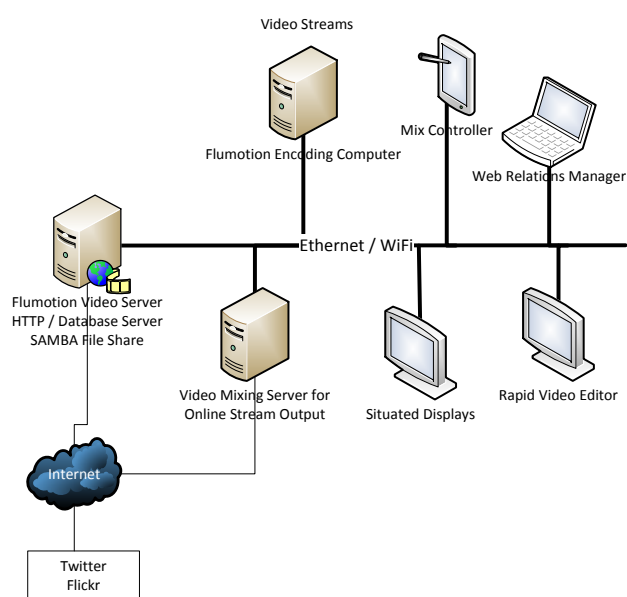 Video Streams
Flumotion Encoding Computer
Mix Controller
Web Relations Manager
Ethernet / WiFi
Flumotion Video Server
HTTP / Database Server
SAMBA File Share
Video Mixing Server for
Online Stream Output
Situated Displays
Rapid Video Editor
Internet
Twitter
Flickr